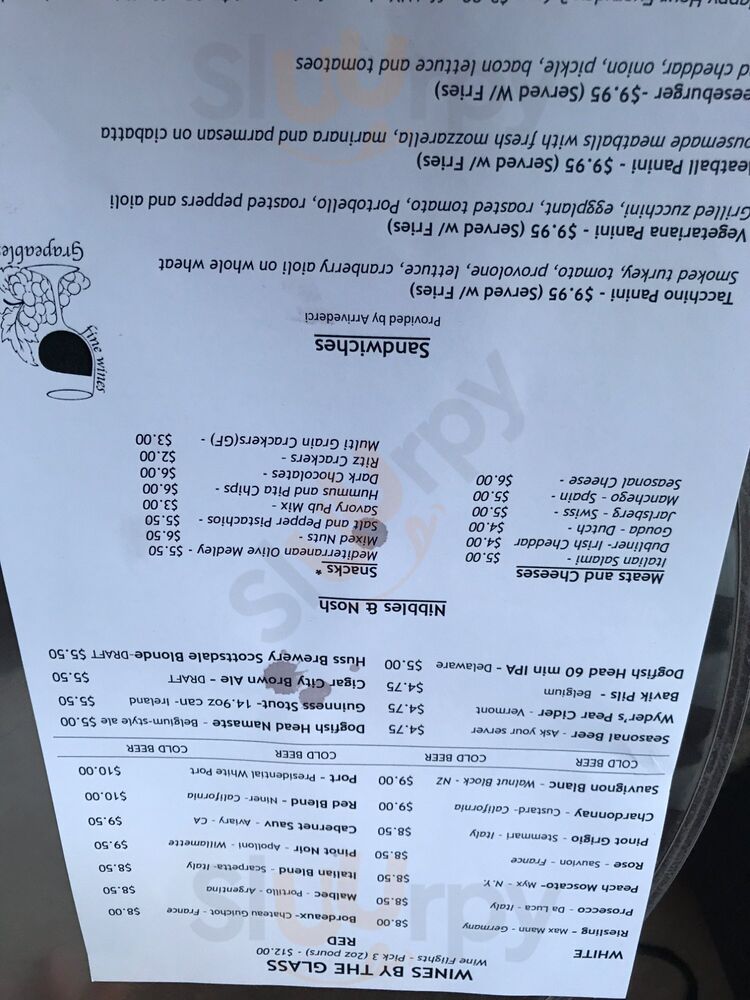 WINES BY THE GLASS
Wine Flights - Pick 3 (2oz pours) - $12.00
WHITE
Riesling - Max Mann - Germany $8.00
Prosecco - Da Luca - Italy $8.50
Peach Moscato- Myx - N.Y. $8.50
Rose - Sauvion - France $8.50
Pinot Grigio - Stemmari - Italy $8.50
Chardonnay - Custard- California $9.00
Sauvignon Blanc - Walnut Block - NZ $9.00
RED
Bordeaux- Chateau Guichot - France $8.00
Malbec - Portillo - Argentina $8.50
Italian Blend - Scarpetta- Italy $8.50
Pinot Noir - Apolloni - Willamette $9.50
Cabernet Sauv - Aviary - CA $9.50
Red Blend - Niner- California $10.00
Port - Presidential White Port $10.00
COLD BEER COLD BEER COLD BEER COLD BEER
Seasonal Beer - Ask your server $4.75
Wyder's Pear Cider - Vermont $4.75
Bavik Pils - Belgium $4.75
Dogfish Head 60 min IPA - Delaware $5.00
Dogfish Head Namaste - Belgium-style ale $5.00
Guinness Stout- 14.9oz can- Ireland $5.50
Cigar City Brown Ale - DRAFT $5.50
Huss Brewery Scottsdale Blonde-DRAFT $5.50
Nibbles & Nosh
Meats and Cheeses
Italian Salami - $5.00
Dubliner- Irish Cheddar $4.00
Gouda - Dutch - $4.00
Jarlsberg - Swiss - $5.00
Manchego - Spain - $5.00
Seasonal Cheese - $6.00
Snacks *
Mediterranean Olive Medley - $5.50
Mixed Nuts - $6.50
Salt and Pepper Pistachios - $5.50
Savory Pub Mix - $3.00
Hummus and Pita Chips - $6.00
Dark Chocolates - $6.00
Ritz Crackers - $2.00
Multi Grain Crackers(GF) - $3.00
fine wines
Grapeables
Sandwiches
Provided by Arrivederci
Tacchino Panini - $9.95 (Served w/ Fries)
Smoked turkey, tomato, provolone, lettuce, cranberry aioli on whole wheat
Vegetariana Panini - $9.95 (Served w/ Fries)
Grilled zucchini, eggplant, roasted tomato, Portobello, roasted peppers and aioli
eatball Panini - $9.95 (Served w/ Fries)
ousemade meatballs with fresh mozzarella, marinara and parmesan on ciabatta
eeseburger -$9.95 (Served W/ Fries)
d cheddar, onion, pickle, bacon lettuce and tomatoes
Sluurpy
Sluurpy
Sluurpy